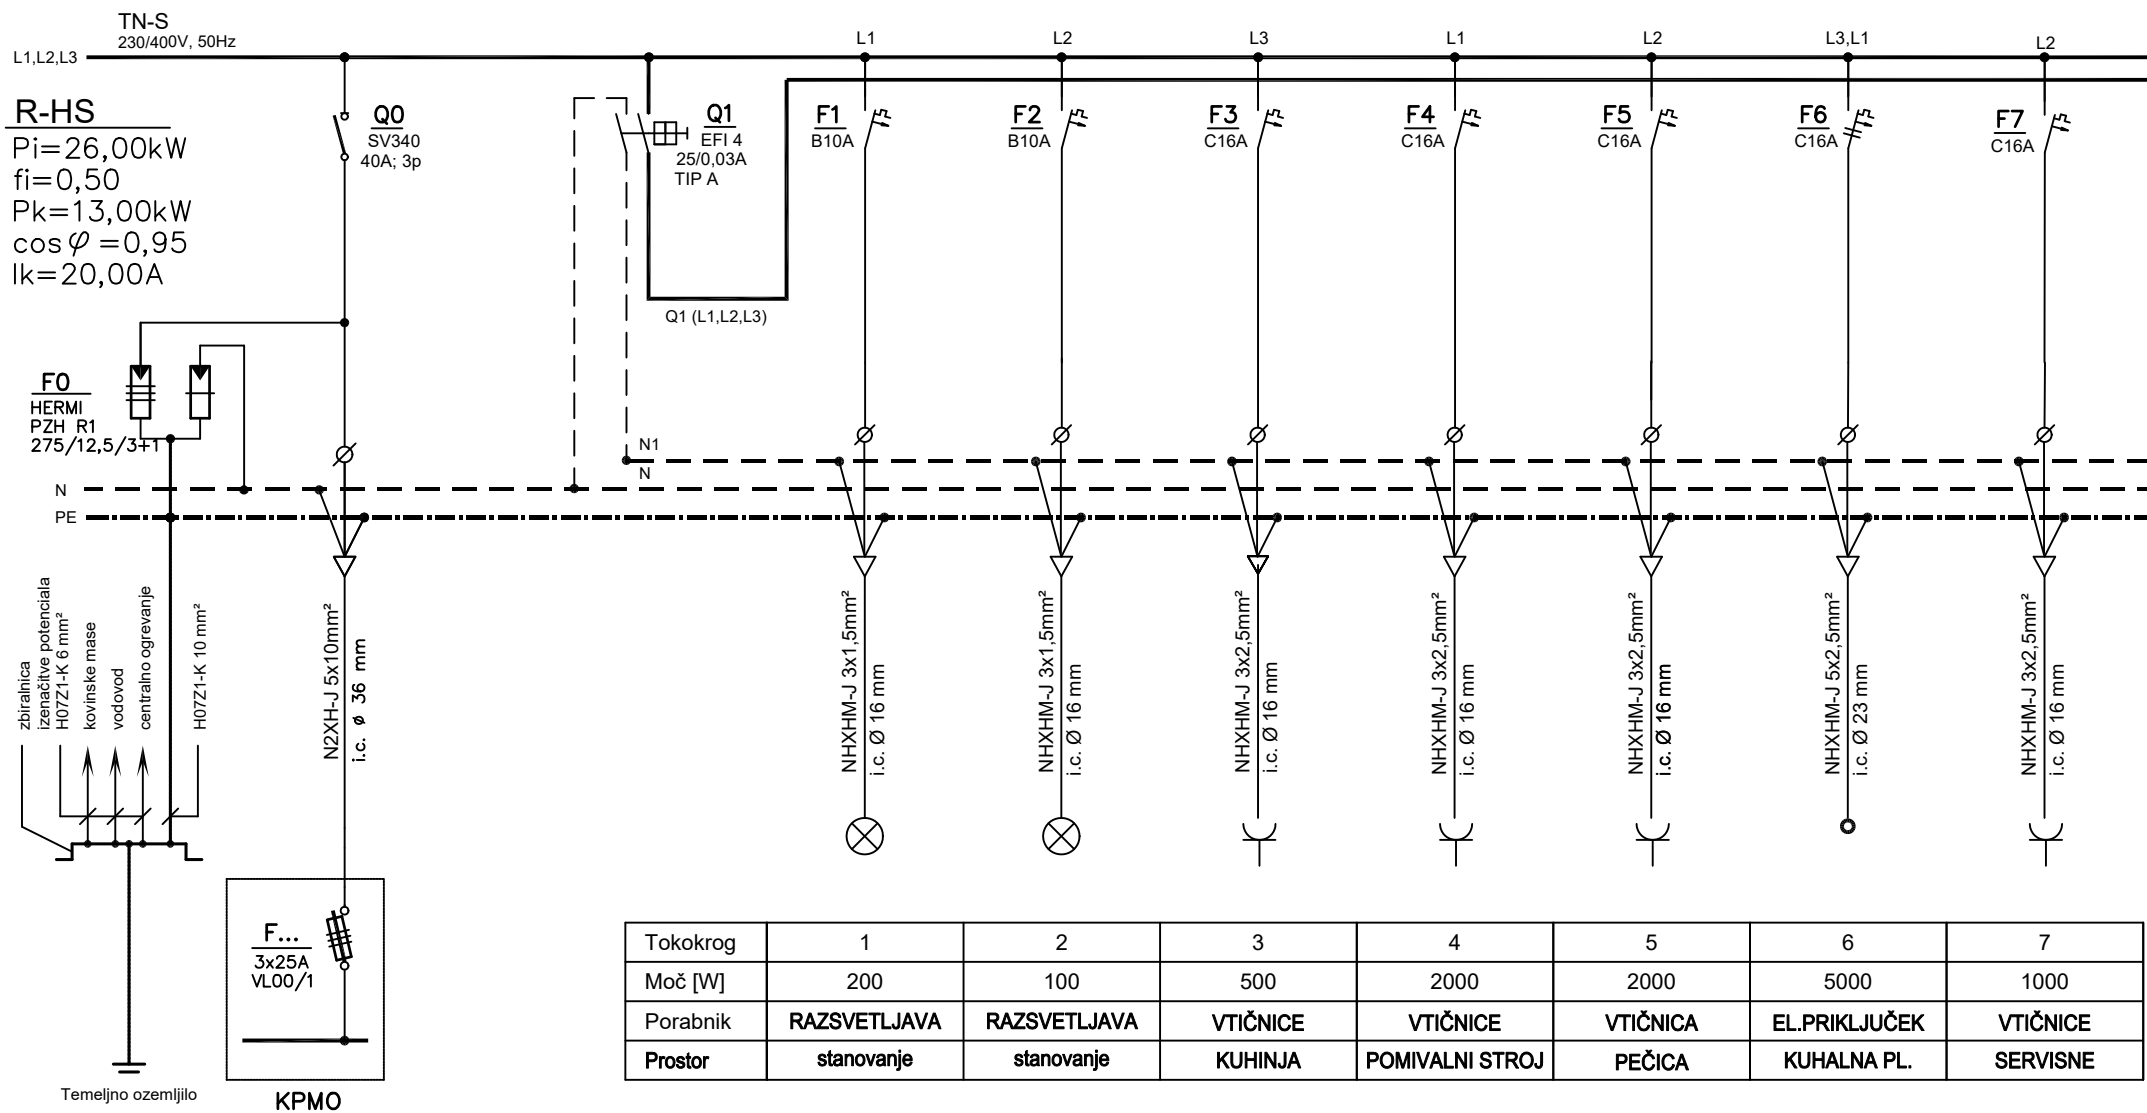 TN-S
230/400V, 50Hz
L1,L2,L3
L1
L2
L3
L1
L2
L3,L1
L2
R-HS
Pi=26,00kW
fi=0,50
Pk=13,00kW
cosφ=0,95
Ik=20,00A
Q0
SV340
40A; 3p
Q1
EFI 4
25/0,03A
TIP A
Q1 (L1,L2,L3)
F1
B10A
F2
B10A
F3
C16A
F4
C16A
F5
C16A
F6
C16A
F7
C16A
F0
HERMI
PZH R1
275/12,5/3+1
N1
N
N
PE
zbiralnica
izenačitve potenciala
H07Z1-K 6 mm²
kovinske mase
vodovod
centralno ogrevanje
H07Z1-K 10 mm²
N2XH-J 5x10mm²
i.c. ø 36 mm
NHXHM-J 3x1,5mm²
i.c. Ø 16 mm
NHXHM-J 3x1,5mm²
i.c. Ø 16 mm
NHXHM-J 3x2,5mm²
i.c. Ø 16 mm
NHXHM-J 3x2,5mm²
i.c. Ø 16 mm
NHXHM-J 3x2,5mm²
i.c. Ø 16 mm
NHXHM-J 5x2,5mm²
i.c. Ø 23 mm
NHXHM-J 3x2,5mm²
i.c. Ø 16 mm
F...
3x25A
VL00/1
KPMO
Temeljno ozemljilo
Tokokrog 1 2 3 4 5 6 7
Moč [W] 200 100 500 2000 2000 5000 1000
Porabnik RAZSVETLJAVA RAZSVETLJAVA VTIČNICE VTIČNICE VTIČNICA EL.PRIKLJUČEK VTIČNICE
Prostor stanovanje stanovanje KUHINJA POMIVALNI STROJ PEČICA KUHALNA PL. SERVISNE